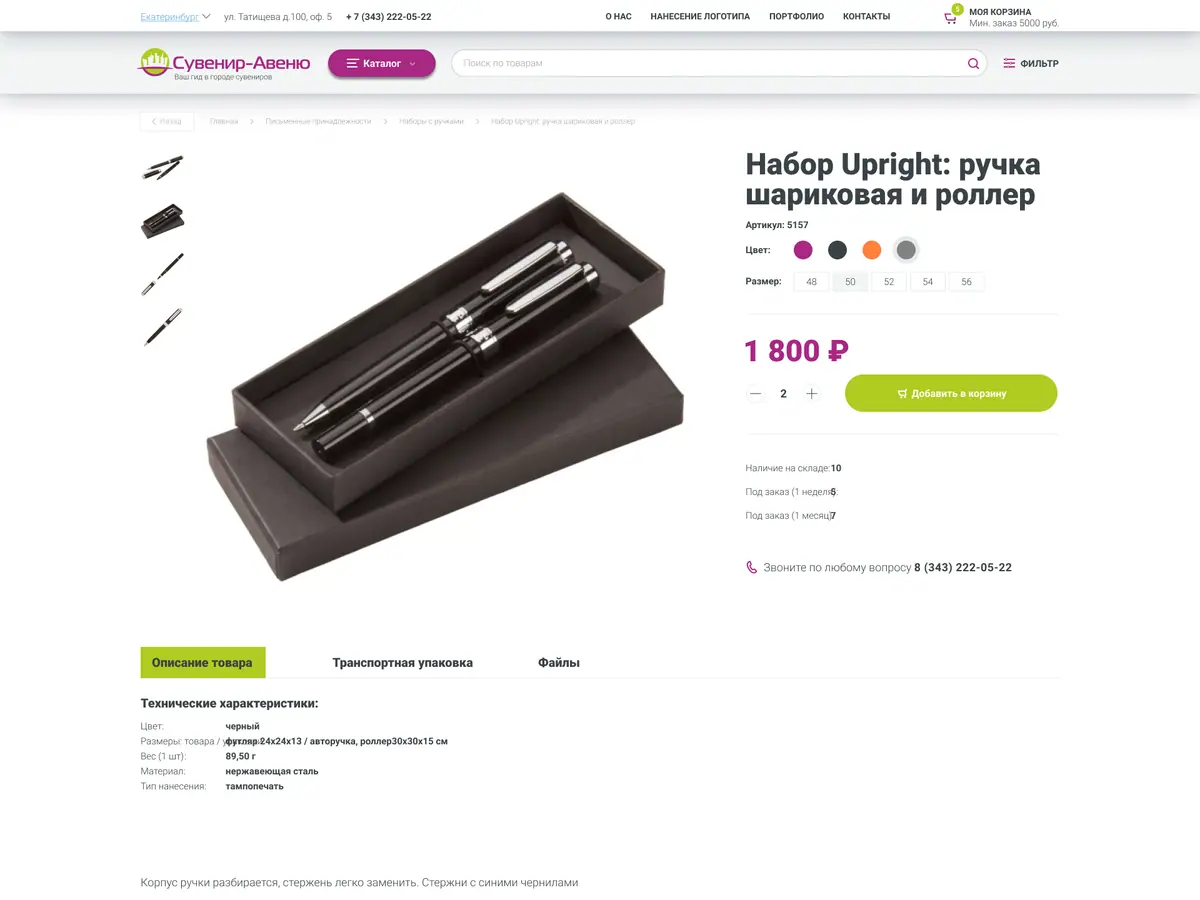 Екатеринбург
ул. Татищева д.100, оф. 5
+ 7 (343) 222-05-22
О НАС
НАНЕСЕНИЕ ЛОГОТИПА
ПОРТФОЛИО
КОНТАКТЫ
5
МОЯ КОРЗИНА
Мин. заказ 5000 руб.
Сувенир-Авеню
Ваш гид в городе сувениров
Каталог
Поиск по товарам
ФИЛЬТР
Назад
Главная
Письменные принадлежности
Наборы с ручками
Набор Upright: ручка шариковая и роллер
Набор Upright: ручка
шариковая и роллер
Артикул: 5157
Цвет:
Размер: 48 50 52 54 56
1 800 ₽
2
Добавить в корзину
Наличие на складе: 10
Под заказ (1 неделя): 5
Под заказ (1 месяц) 7
Звоните по любому вопросу 8 (343) 222-05-22
Описание товара
Транспортная упаковка
Файлы
Технические характеристики:
Цвет: черный
Размеры: товара / футляр 24х24х13 / авторучка, роллер30х30х15 см
Вес (1 шт): 89,50 г
Материал: нержавеющая сталь
Тип нанесения: тампопечать
Корпус ручки разбирается, стержень легко заменить. Стержни с синими чернилами